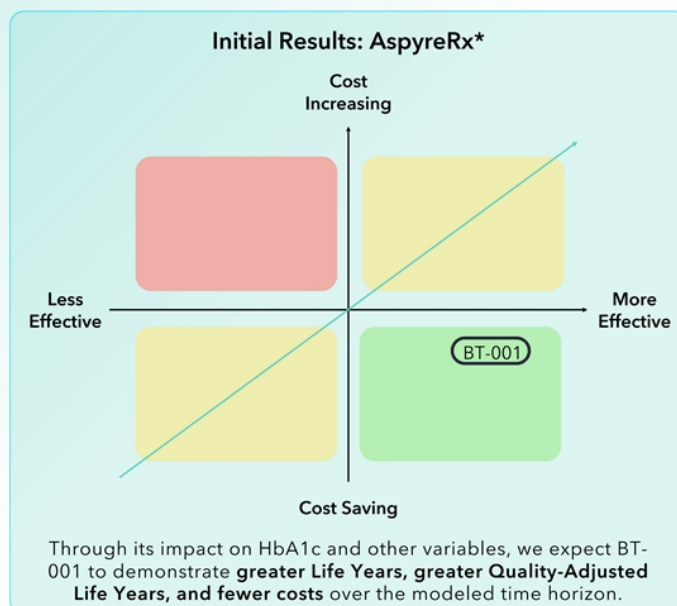 Initial Results: AspyreRx*
Cost
Increasing
Less
Effective
More
Effective
BT-001
Cost Saving
Through its impact on HbA1c and other variables, we expect BT-
001 to demonstrate greater Life Years, greater Quality-Adjusted
Life Years, and fewer costs over the modeled time horizon.